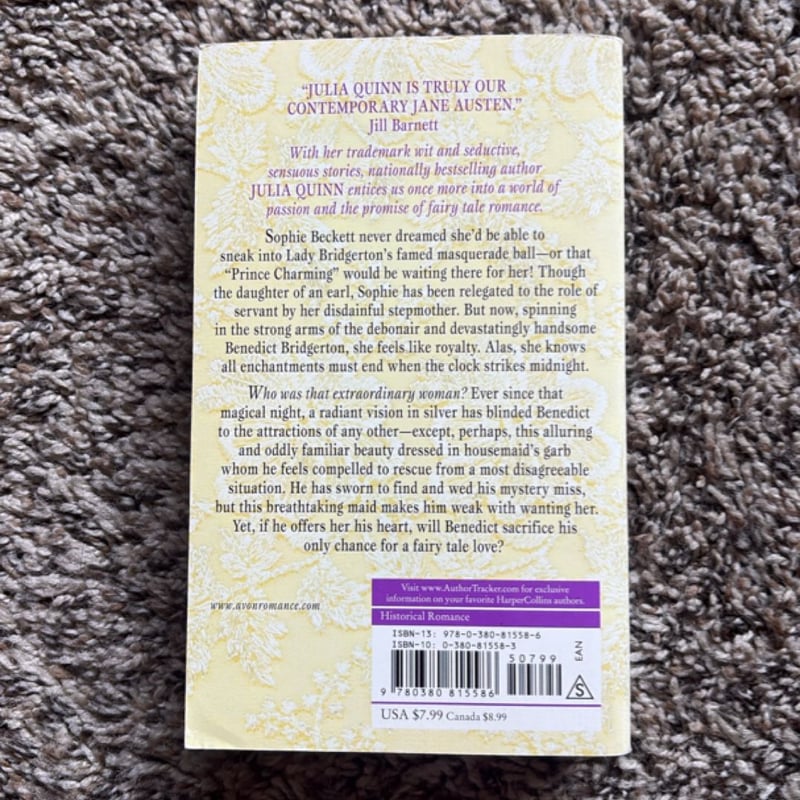 “JULIA QUINN IS TRULY OUR
CONTEMPORARY JANE AUSTEN.”
Jill Barnett
With her trademark wit and seductive,
sensuous stories, nationally bestselling author
JULIA QUINN entices us once more into a world of
passion and the promise of fairy tale romance.
Sophie Beckett never dreamed she’d be able to
sneak into Lady Bridgerton’s famed masquerade ball—or that
“Prince Charming” would be waiting there for her! Though
the daughter of an earl, Sophie has been relegated to the role of
servant by her disdainful stepmother. But now, spinning
in the strong arms of the debonair and devastatingly handsome
Benedict Bridgerton, she feels like royalty. Alas, she knows
all enchantments must end when the clock strikes midnight.
Who was that extraordinary woman? Ever since that
magical night, a radiant vision in silver has blinded Benedict
to the attractions of any other—except, perhaps, this alluring
and oddly familiar beauty dressed in housemaid’s garb
whom he feels compelled to rescue from a most disagreeable
situation. He has sworn to find and wed his mystery miss,
but this breathtaking maid makes him weak with wanting her.
Yet, if he offers her his heart, will Benedict sacrifice his
only chance for a fairy tale love?
www.avonromance.com
Visit www.AuthorTracker.com for exclusive
information on your favorite HarperCollins authors.
Historical Romance
ISBN-13: 978-0-380-81558-6
ISBN-10: 0-380-81558-3
50799
EAN
9 780380 815586
S
USA $7.99 Canada $8.99